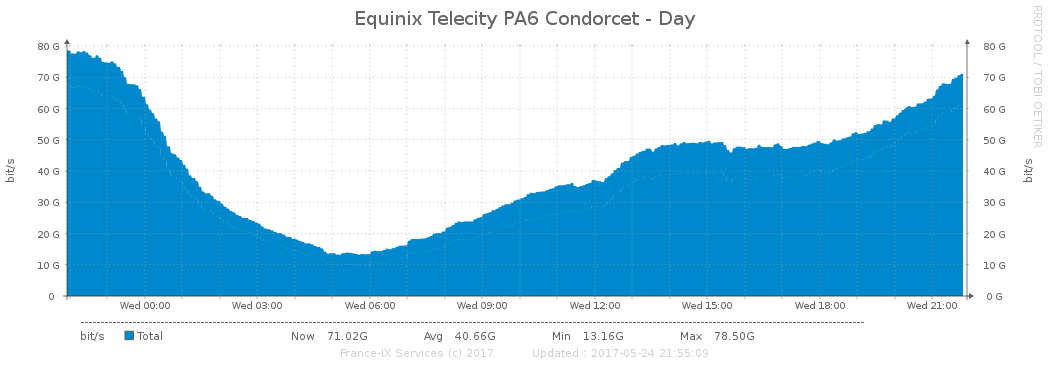 Equinix Telecity PA6 Condorcet - Day
RRDTOOL / TOBI OETIKER
80 G 80 G
70 G 70 G
60 G 60 G
50 G 50 G
40 G 40 G
30 G 30 G
20 G 20 G
10 G 10 G
0 0 G
bit/s bit/s
Wed 00:00 Wed 03:00 Wed 06:00 Wed 09:00 Wed 12:00 Wed 15:00 Wed 18:00 Wed 21:00
bit/s Total Now 71.02G Avg 40.66G Min 13.16G Max 78.50G
France-IX Services (c) 2017 Updated : 2017-05-24 21:55:09